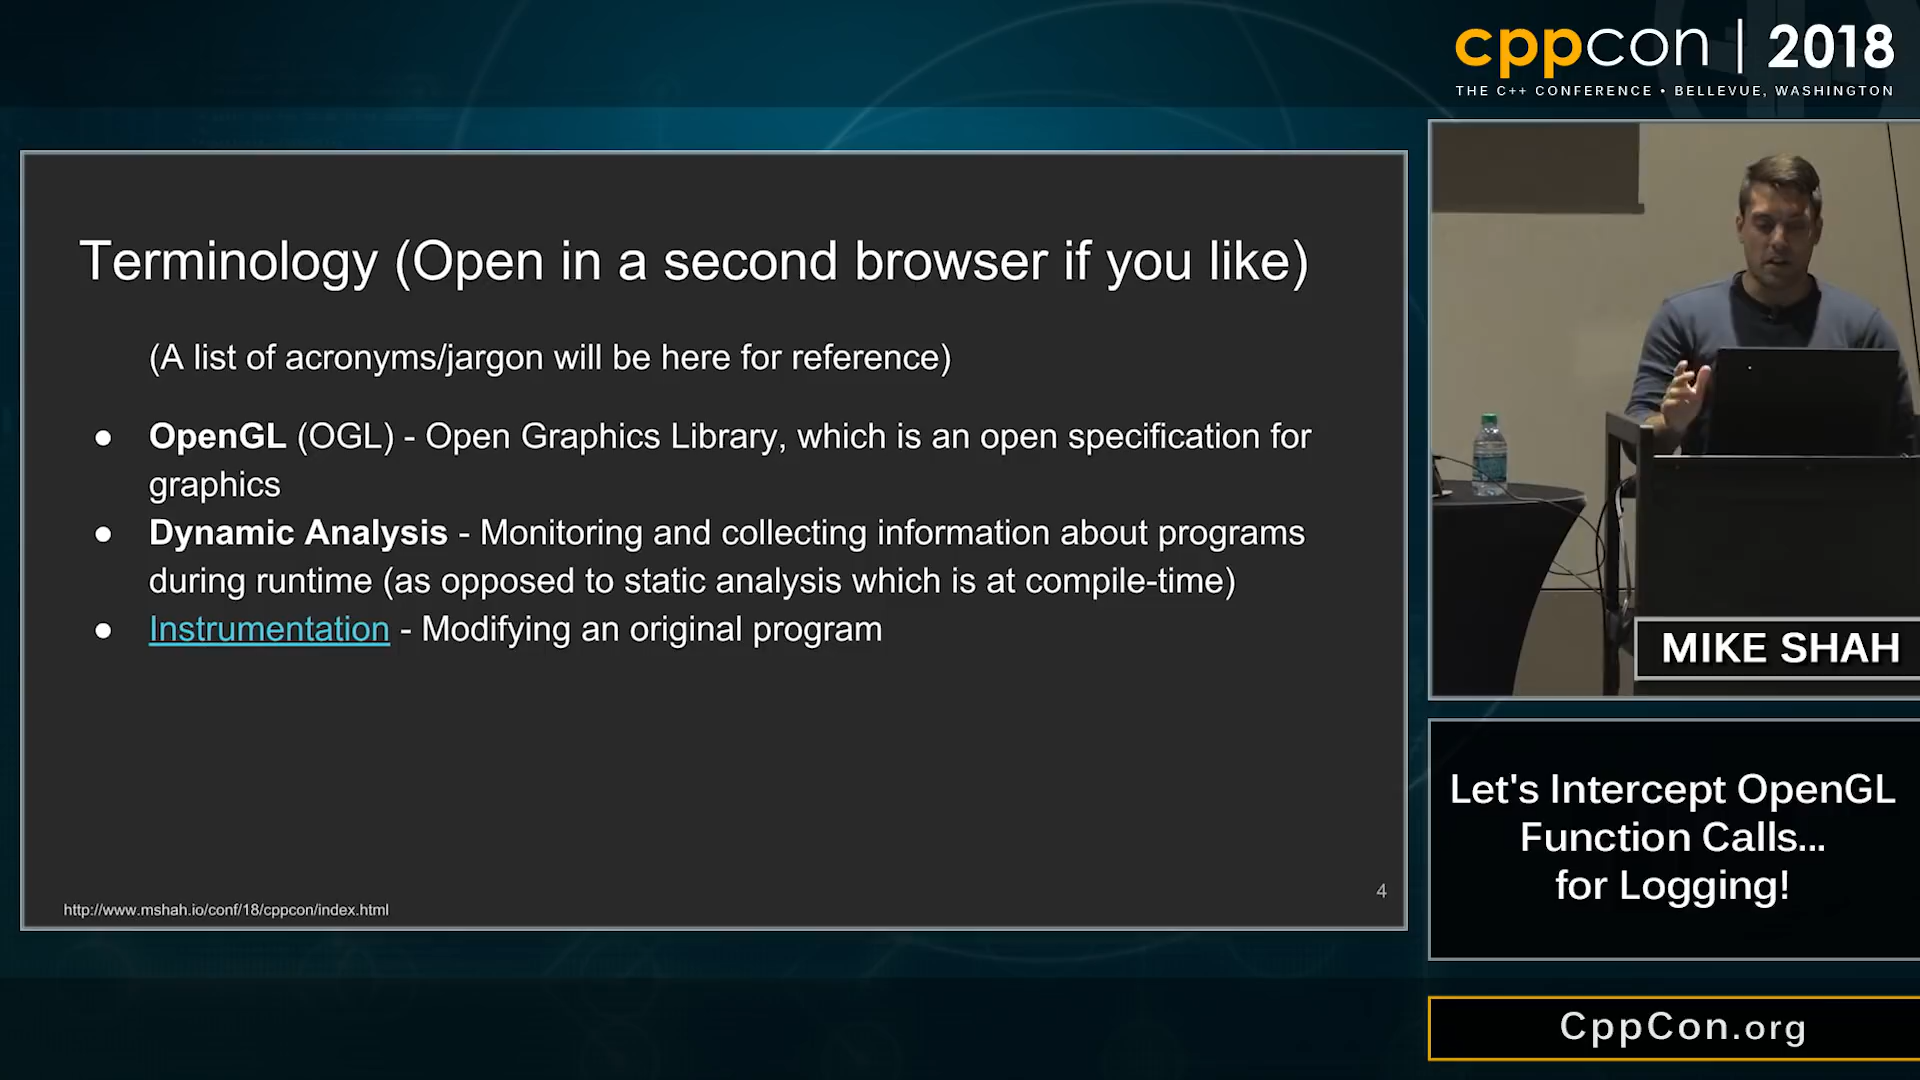 cppcon | 2018
THE C++ CONFERENCE • BELLEVUE, WASHINGTON
Terminology (Open in a second browser if you like)
(A list of acronyms/jargon will be here for reference)
● OpenGL (OGL) - Open Graphics Library, which is an open specification for
graphics
● Dynamic Analysis - Monitoring and collecting information about programs
during runtime (as opposed to static analysis which is at compile-time)
● Instrumentation - Modifying an original program
4
http://www.mshah.io/conf/18/cppcon/index.html
MIKE SHAH
Let's Intercept OpenGL
Function Calls...
for Logging!
CppCon.org